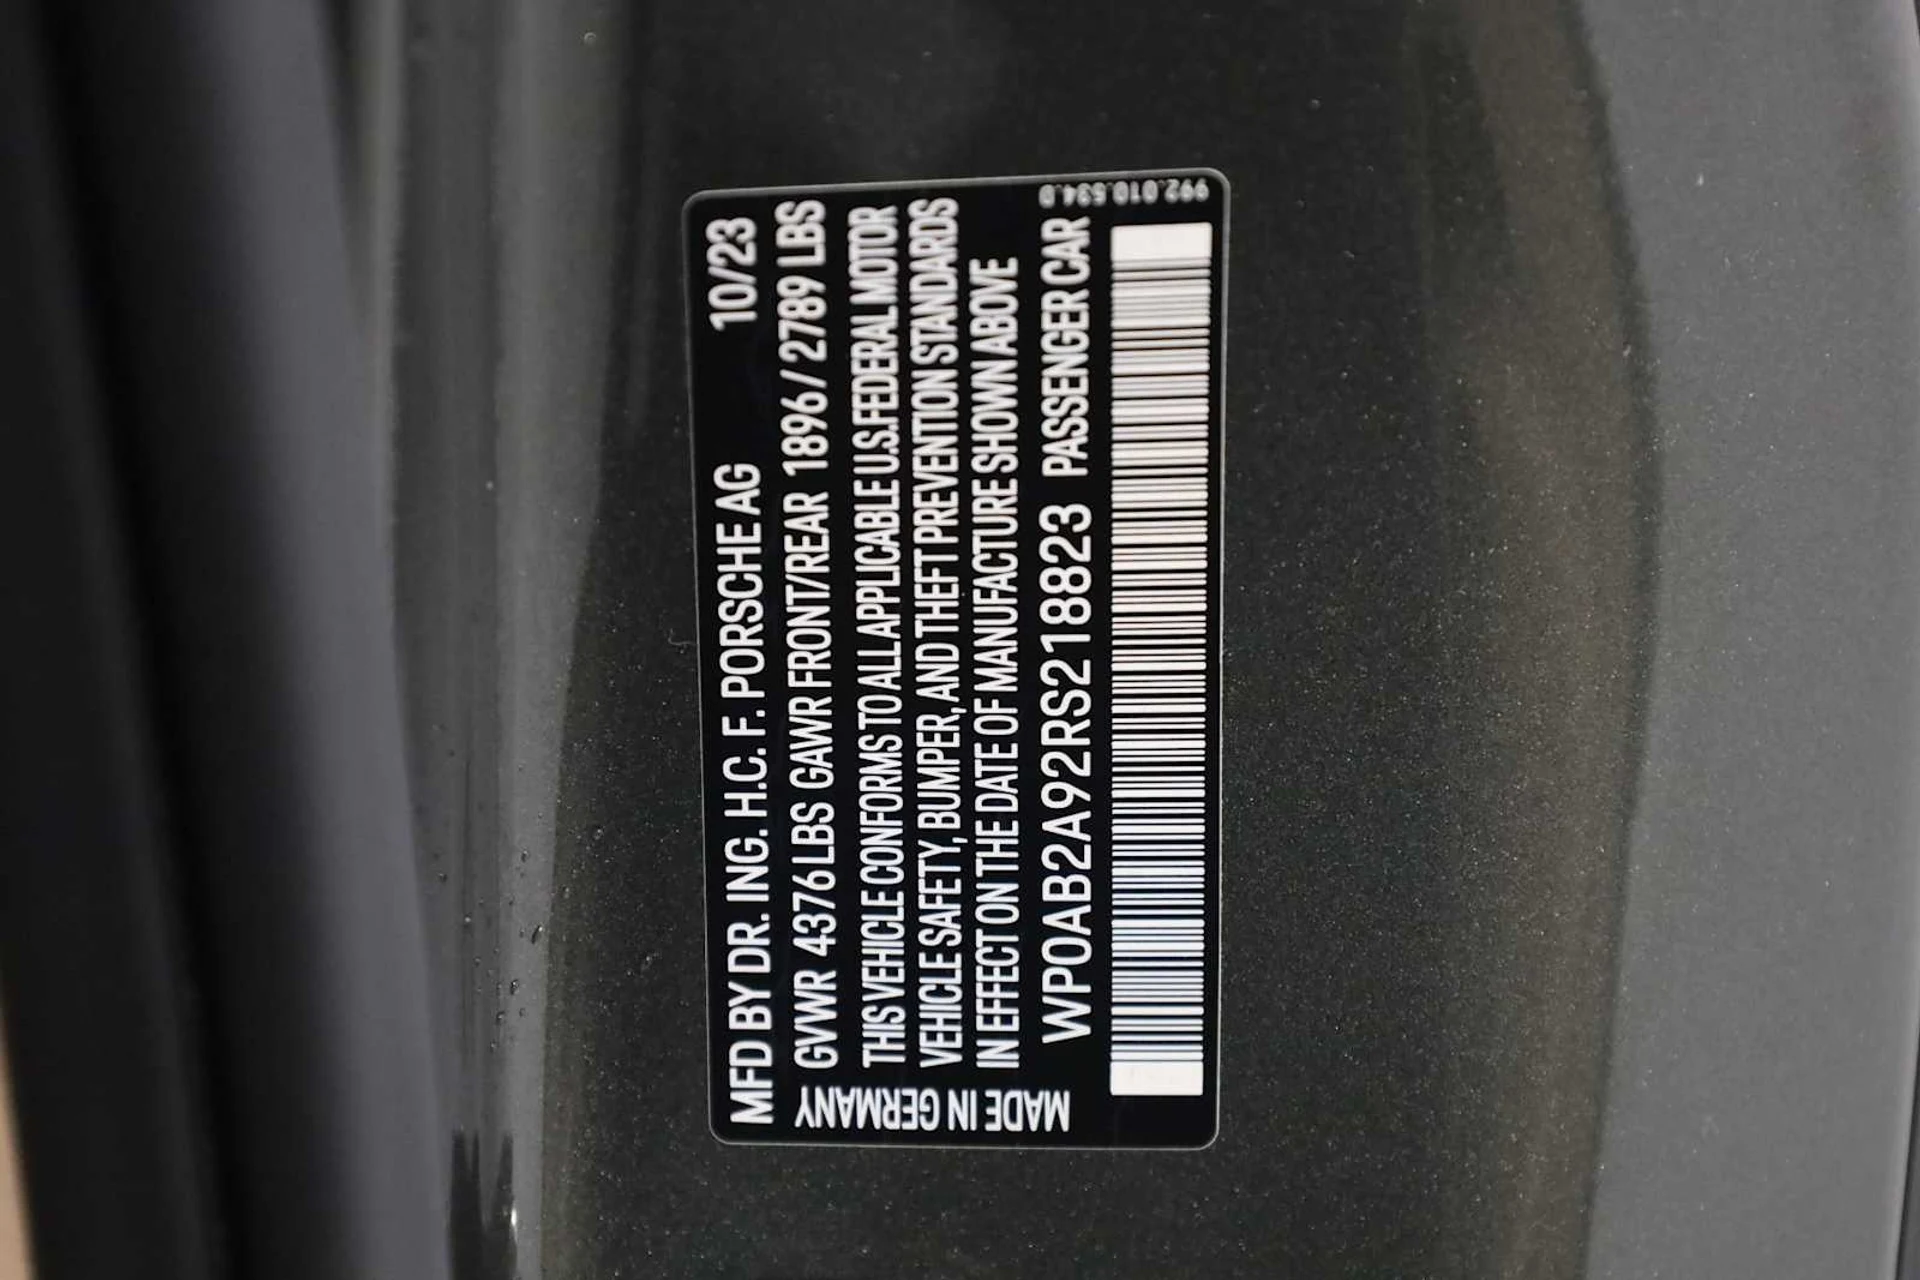 MFD BY DR. ING. H.C. F. PORSCHE AG 10/23
GVWR 4376 LBS GAWR FRONT/REAR 1896 / 2789 LBS
THIS VEHICLE CONFORMS TO ALL APPLICABLE U.S. FEDERAL MOTOR
VEHICLE SAFETY, BUMPER, AND THEFT PREVENTION STANDARDS
IN EFFECT ON THE DATE OF MANUFACTURE SHOWN ABOVE
WP0AB2A92RS218823 PASSENGER CAR
MADE IN GERMANY
992.010.534.D